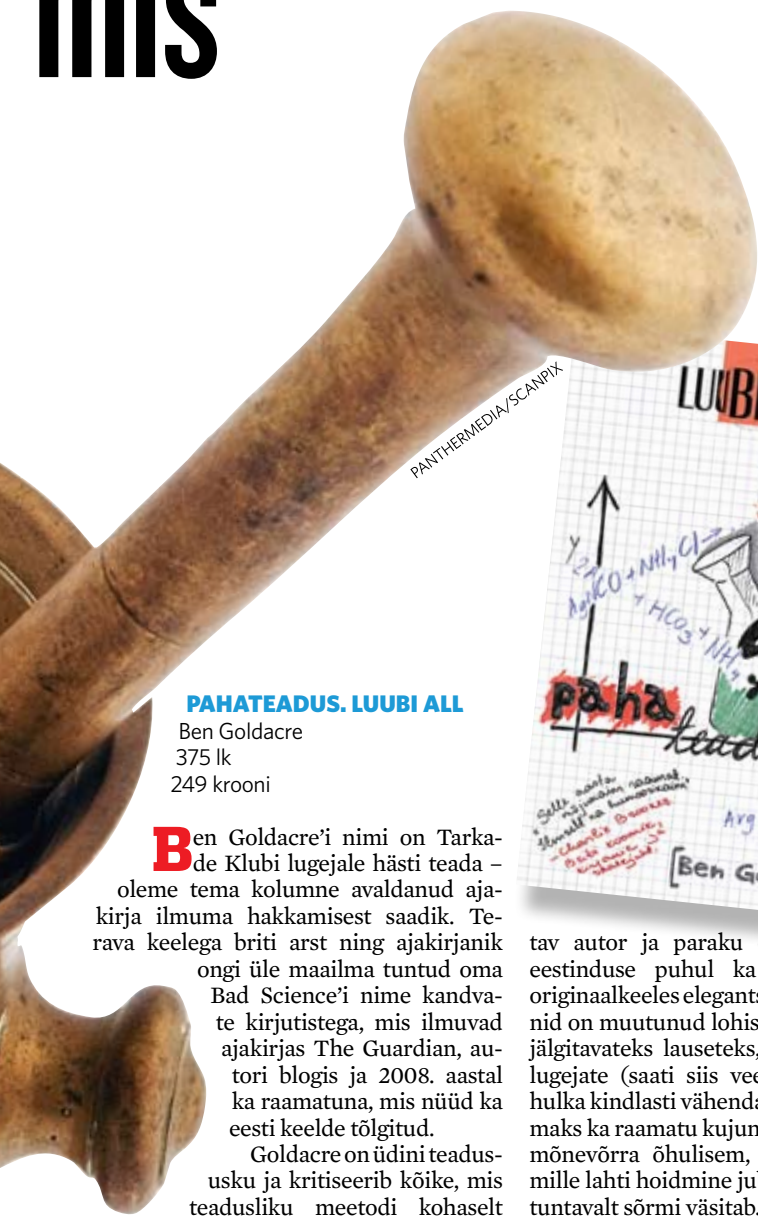 PANTHERMEDIA/SCANPIX
LUUBI
y
paha
[Ben G
PAHATEADUS. LUUBI ALL
Ben Goldacre
375 lk
249 krooni
Ben Goldacre’i nimi on Tarka-
de Klubi lugejale hästi teada –
oleme tema kolumne avaldanud aja-
kirja ilmuma hakkamisest saadik. Te-
rava keelega briti arst ning ajakirjanik
ongi üle maailma tuntud oma
Bad Science’i nime kandva-
te kirjutistega, mis ilmuvad
ajakirjas The Guardian, au-
tori blogis ja 2008. aastal
ka raamatuna, mis nüüd ka
eesti keelde tõlgitud.
Goldacre on üdini teadus-
usku ja kritiseerib kõike, mis
teadusliku meetodi kohaselt
tav autor ja paraku
eestinduse puhul ka
originaalkeeles elegants
nid on muutunud lohis
jälgitavateks lauseteks,
lugejate (saati siis vee
hulka kindlasti vähenda
maks ka raamatu kujun
mõnevõrra õhulisem,
mille lahti hoidmine jul
tuntavalt sõrmi väsitab.